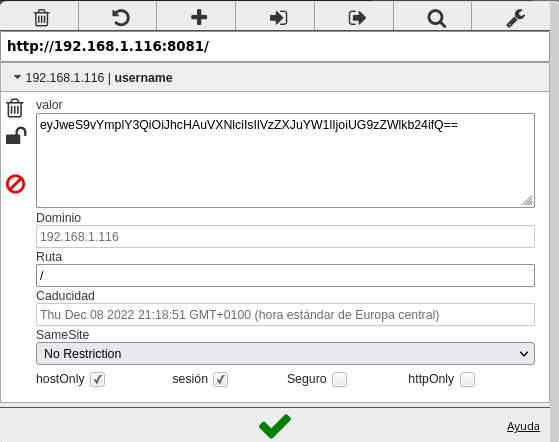 http://192.168.1.116:8081/
192.168.1.116 | username
valor
eyJweS9vYmplY3QiOiJhcHAuVXNlciIsIlVzZXJuYW1lIjoiUG9zZWlkb24ifQ==
Dominio
192.168.1.116
Ruta
/
Caducidad
Thu Dec 08 2022 21:18:51 GMT+0100 (hora estándar de Europa central)
SameSite
No Restriction
hostOnly sesión Seguro httpOnly
Ayuda